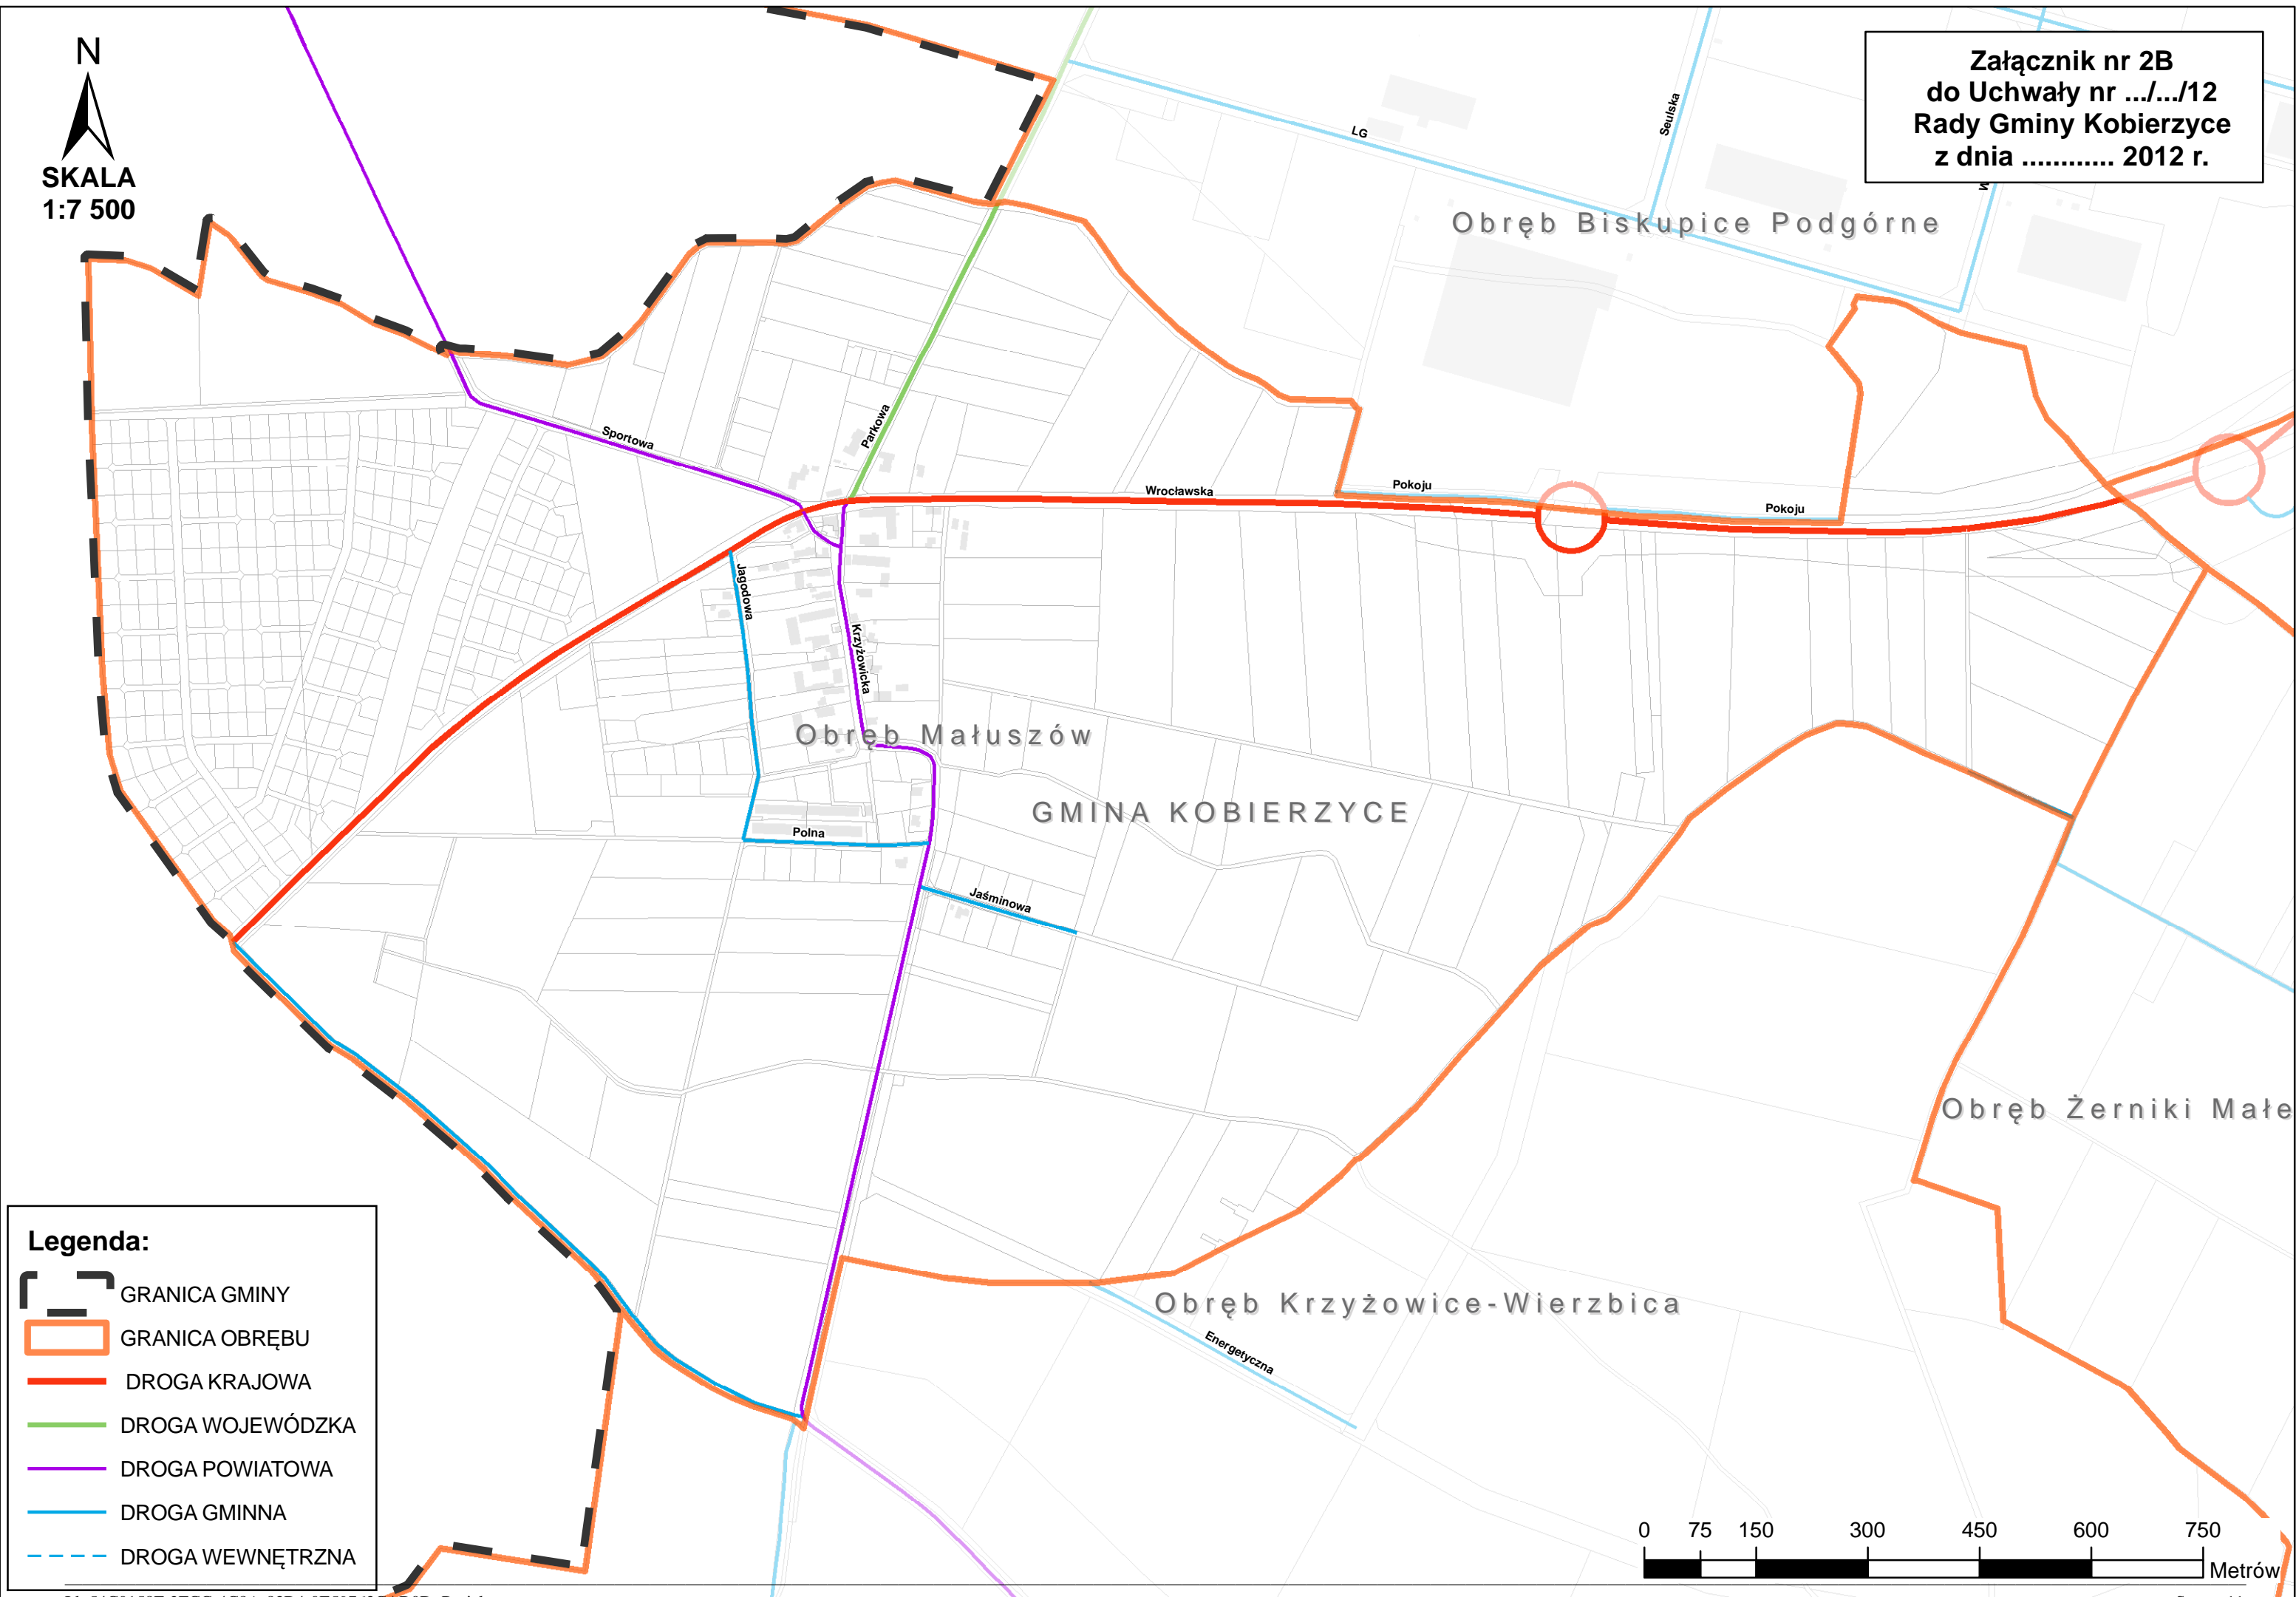 N
SKALA
1:7 500
Załącznik nr 2B
do Uchwały nr .../.../12
Rady Gminy Kobierzyce
z dnia ............ 2012 r.
LG
Seulska
Obręb Biskupice Podgórne
Sportowa
Parkowa
Wrocławska
Pokoju
Pokoju
Jagodowa
Krzyżowicka
Obręb Małuszów
GMINA KOBIERZYCE
Polna
Jaśminowa
Obręb Żerniki Małe
Obręb Krzyżowice-Wierzbica
Energetyczna
Legenda:
GRANICA GMINY
GRANICA OBRĘBU
DROGA KRAJOWA
DROGA WOJEWÓDZKA
DROGA POWIATOWA
DROGA GMINNA
DROGA WEWNĘTRZNA
0 75 150 300 450 600 750
Metrów